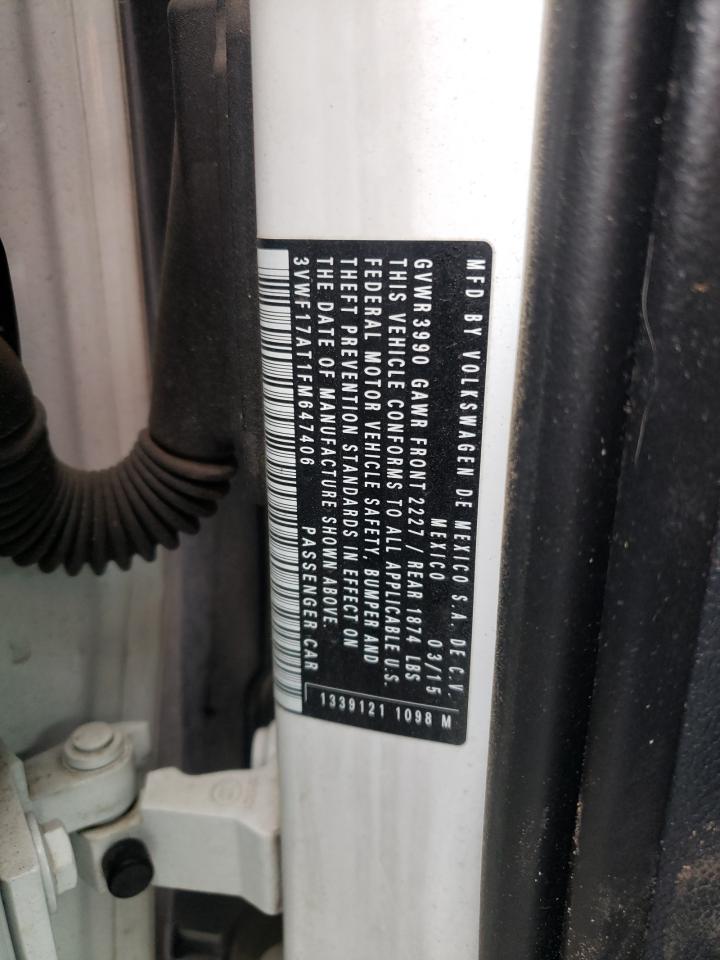 MFD BY VOLKSWAGEN DE MEXICO S.A. DE C.V.
MEXICO 03/15
GVWR3990 GAWR FRONT 2227/ REAR 1874 LBS
THIS VEHICLE CONFORMS TO ALL APPLICABLE U.S.
FEDERAL MOTOR VEHICLE SAFETY, BUMPER AND
THEFT PREVENTION STANDARDS IN EFFECT ON
THE DATE OF MANUFACTURE SHOWN ABOVE.
3VWF17AT1FM647406 PASSENGER CAR
1339121 1098 M